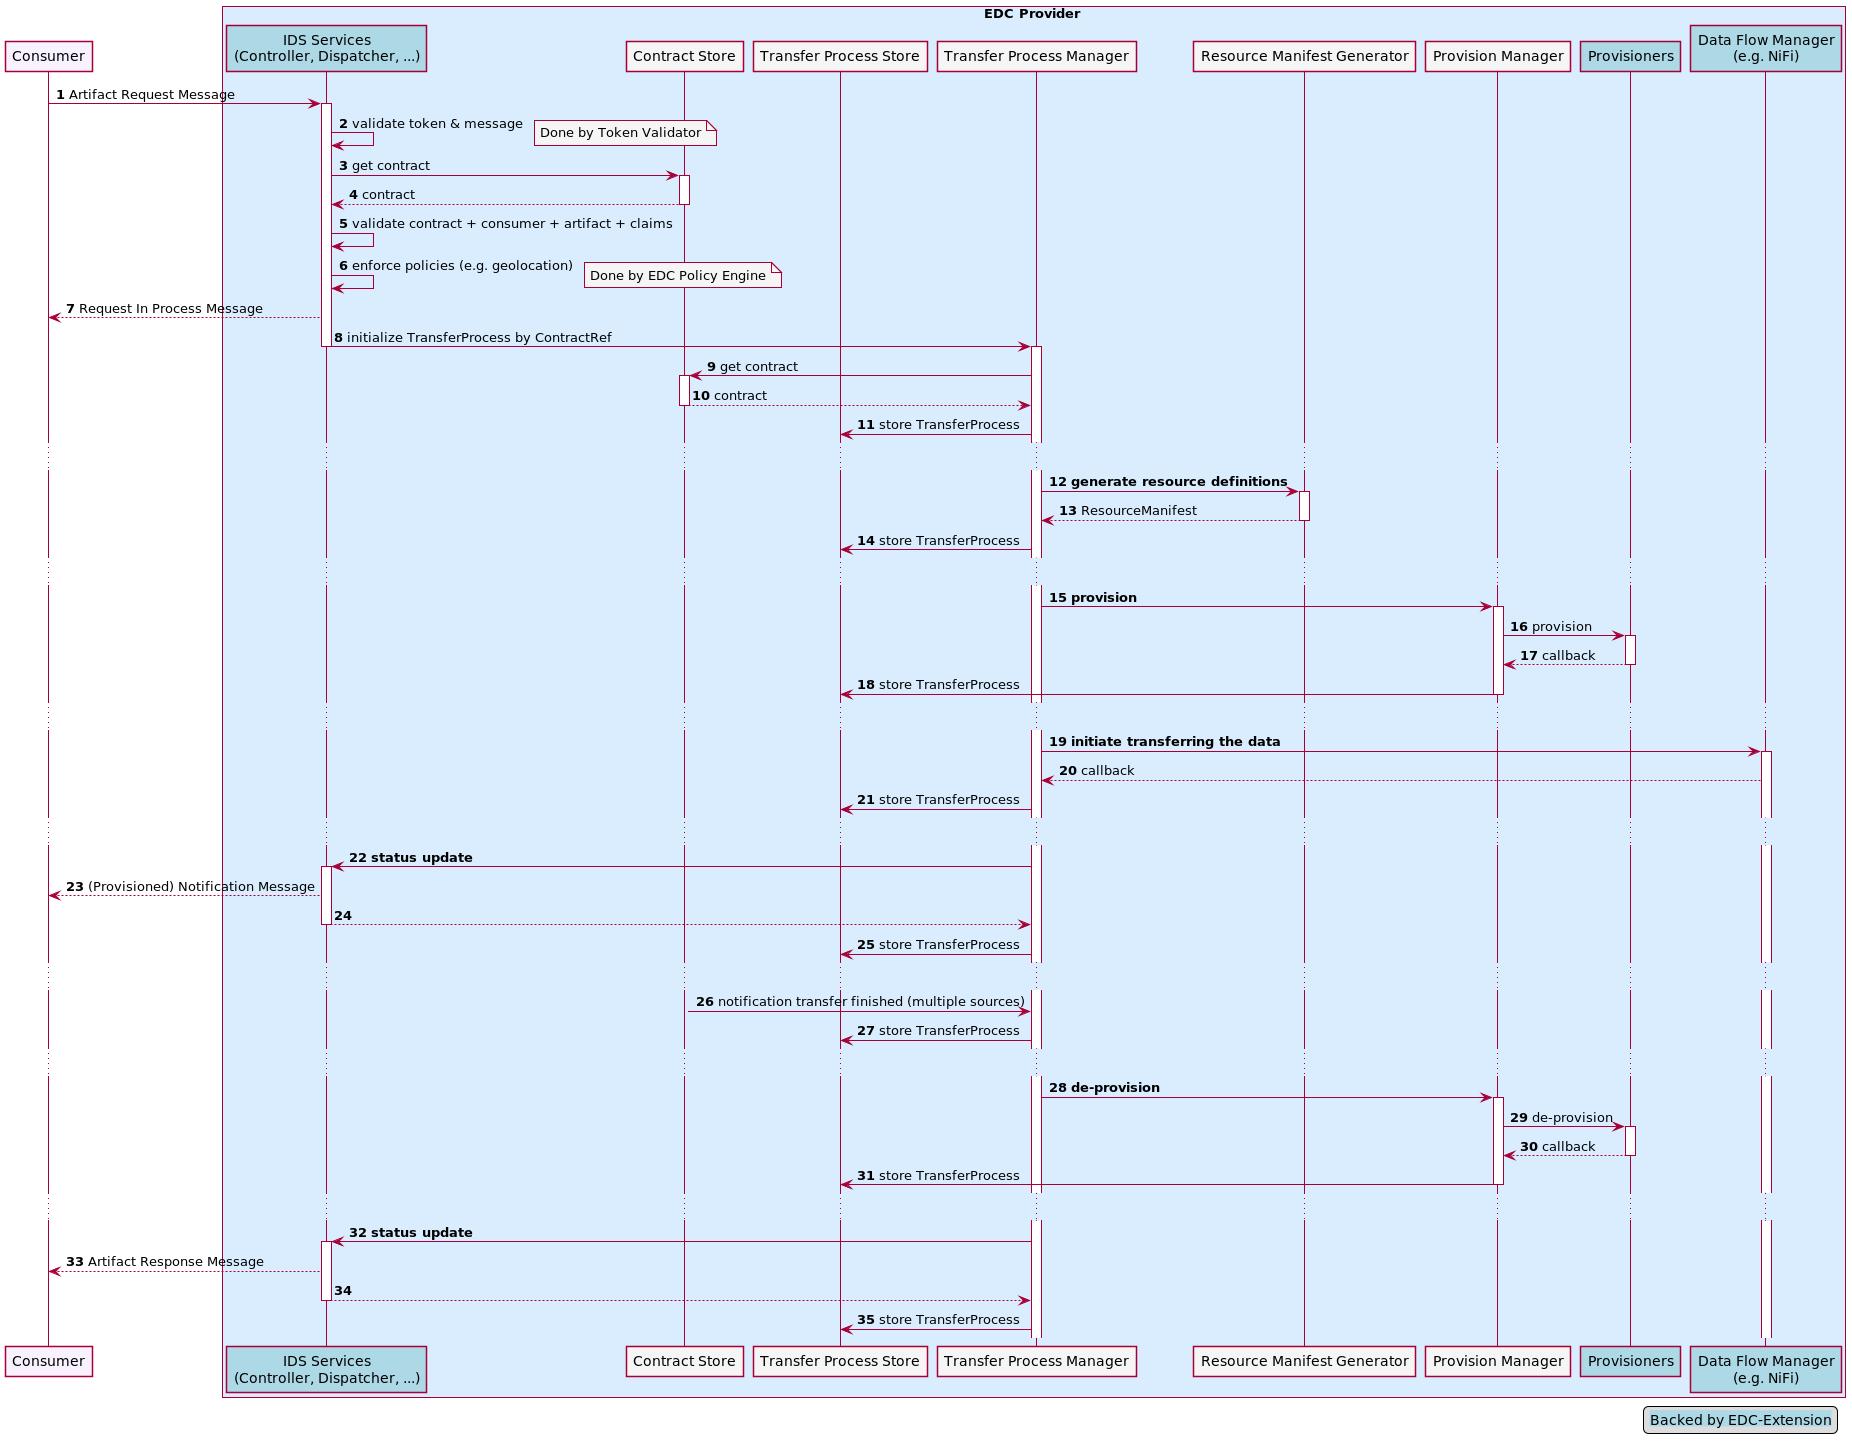 EDC Provider
Consumer
IDS Services
(Controller, Dispatcher, ...)
Contract Store
Transfer Process Store
Transfer Process Manager
Resource Manifest Generator
Provision Manager
Provisioners
Data Flow Manager
(e.g. NiFi)
1 Artifact Request Message
2 validate token & message
Done by Token Validator
3 get contract
4 contract
5 validate contract + consumer + artifact + claims
6 enforce policies (e.g. geolocation)
Done by EDC Policy Engine
7 Request In Process Message
8 initialize TransferProcess by ContractRef
9 get contract
10 contract
11 store TransferProcess
12 generate resource definitions
13 ResourceManifest
14 store TransferProcess
15 provision
16 provision
17 callback
18 store TransferProcess
19 initiate transferring the data
20 callback
21 store TransferProcess
22 status update
23 (Provisioned) Notification Message
24
25 store TransferProcess
26 notification transfer finished (multiple sources)
27 store TransferProcess
28 de-provision
29 de-provision
30 callback
31 store TransferProcess
32 status update
33 Artifact Response Message
34
35 store TransferProcess
Consumer
IDS Services
(Controller, Dispatcher, ...)
Contract Store
Transfer Process Store
Transfer Process Manager
Resource Manifest Generator
Provision Manager
Provisioners
Data Flow Manager
(e.g. NiFi)
Backed by EDC-Extension